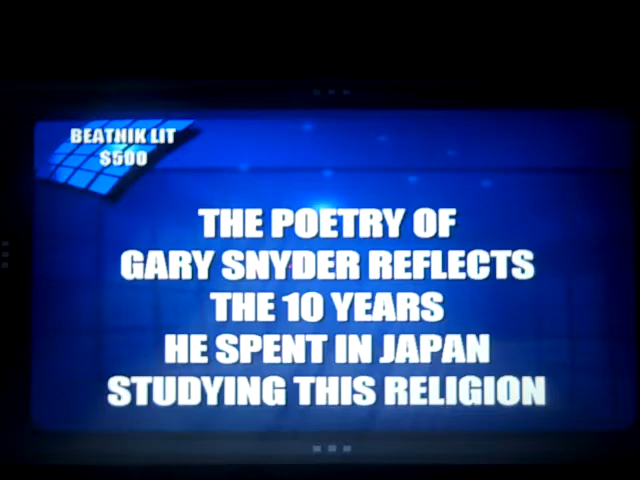 BEATNIK LIT
$500
THE POETRY OF
GARY SNYDER REFLECTS
THE 10 YEARS
HE SPENT IN JAPAN
STUDYING THIS RELIGION